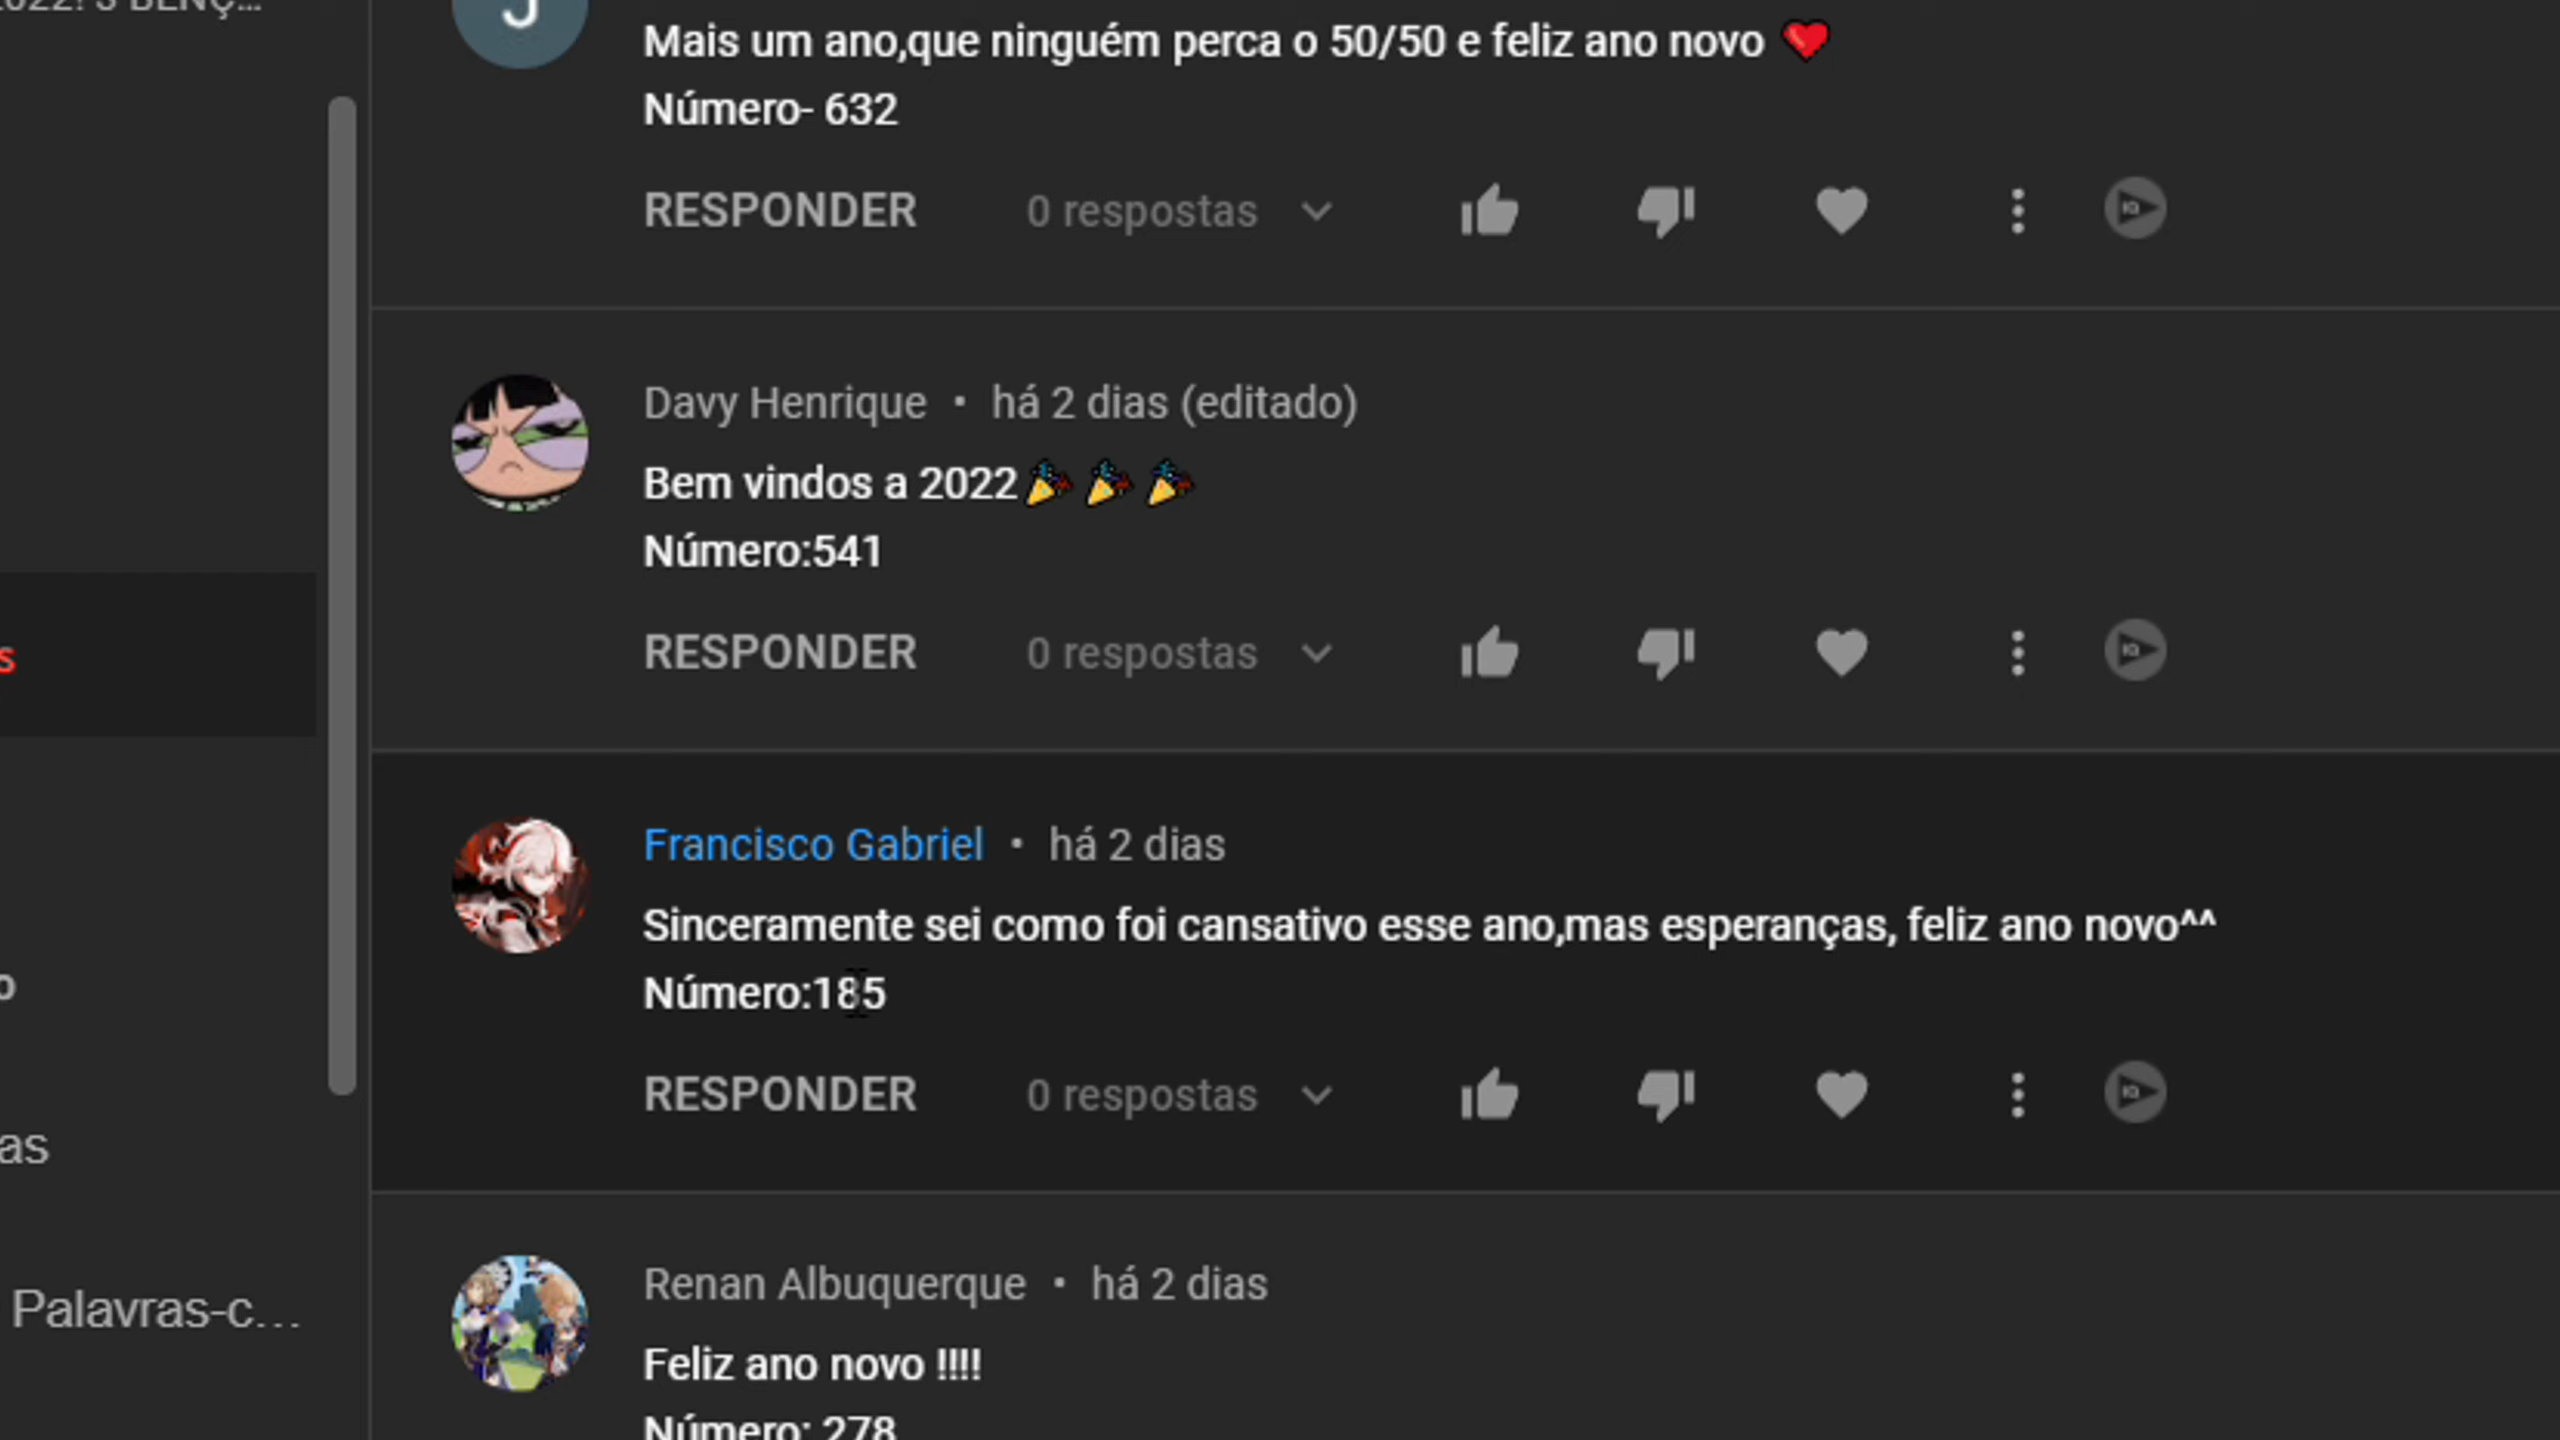 Mais um ano,que ninguém perca o 50/50 e feliz ano novo ❤️
Número- 632
RESPONDER 0 respostas
Davy Henrique • há 2 dias (editado)
Bem vindos a 2022🎉🎉🎉
Número:541
RESPONDER 0 respostas
Francisco Gabriel • há 2 dias
Sinceramente sei como foi cansativo esse ano,mas esperanças, feliz ano novo^^
Número:185
RESPONDER 0 respostas
Palavras-c...
Renan Albuquerque • há 2 dias
Feliz ano novo !!!!
Número: 278